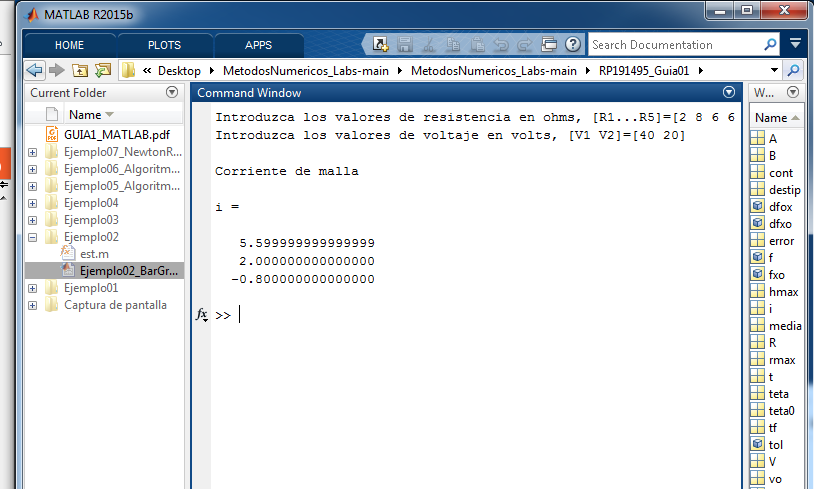 MATLAB R2015b
HOME PLOTS APPS
Search Documentation
« Desktop MetodosNumericos_Labs-main MetodosNumericos_Labs-main RP191495_Guia01
Current Folder
Name
GUIA1_MATLAB.pdf
Ejemplo07_NewtonR...
Ejemplo06_Algoritm...
Ejemplo05_Algoritm...
Ejemplo04
Ejemplo03
Ejemplo02
est.m
Ejemplo02_BarGr...
Ejemplo01
Captura de pantalla
Command Window
Introduzca los valores de resistencia en ohms, [R1...R5]=[2 8 6 6
Introduzca los valores de voltaje en volts, [V1 V2]=[40 20]
Corriente de malla
i =
5.599999999999999
2.000000000000000
-0.800000000000000
fx >>
W...
Name
A
B
cont
destip
dfox
dfxo
error
f
fxo
hmax
i
media
R
rmax
t
teta
teta0
tf
tol
V
vo